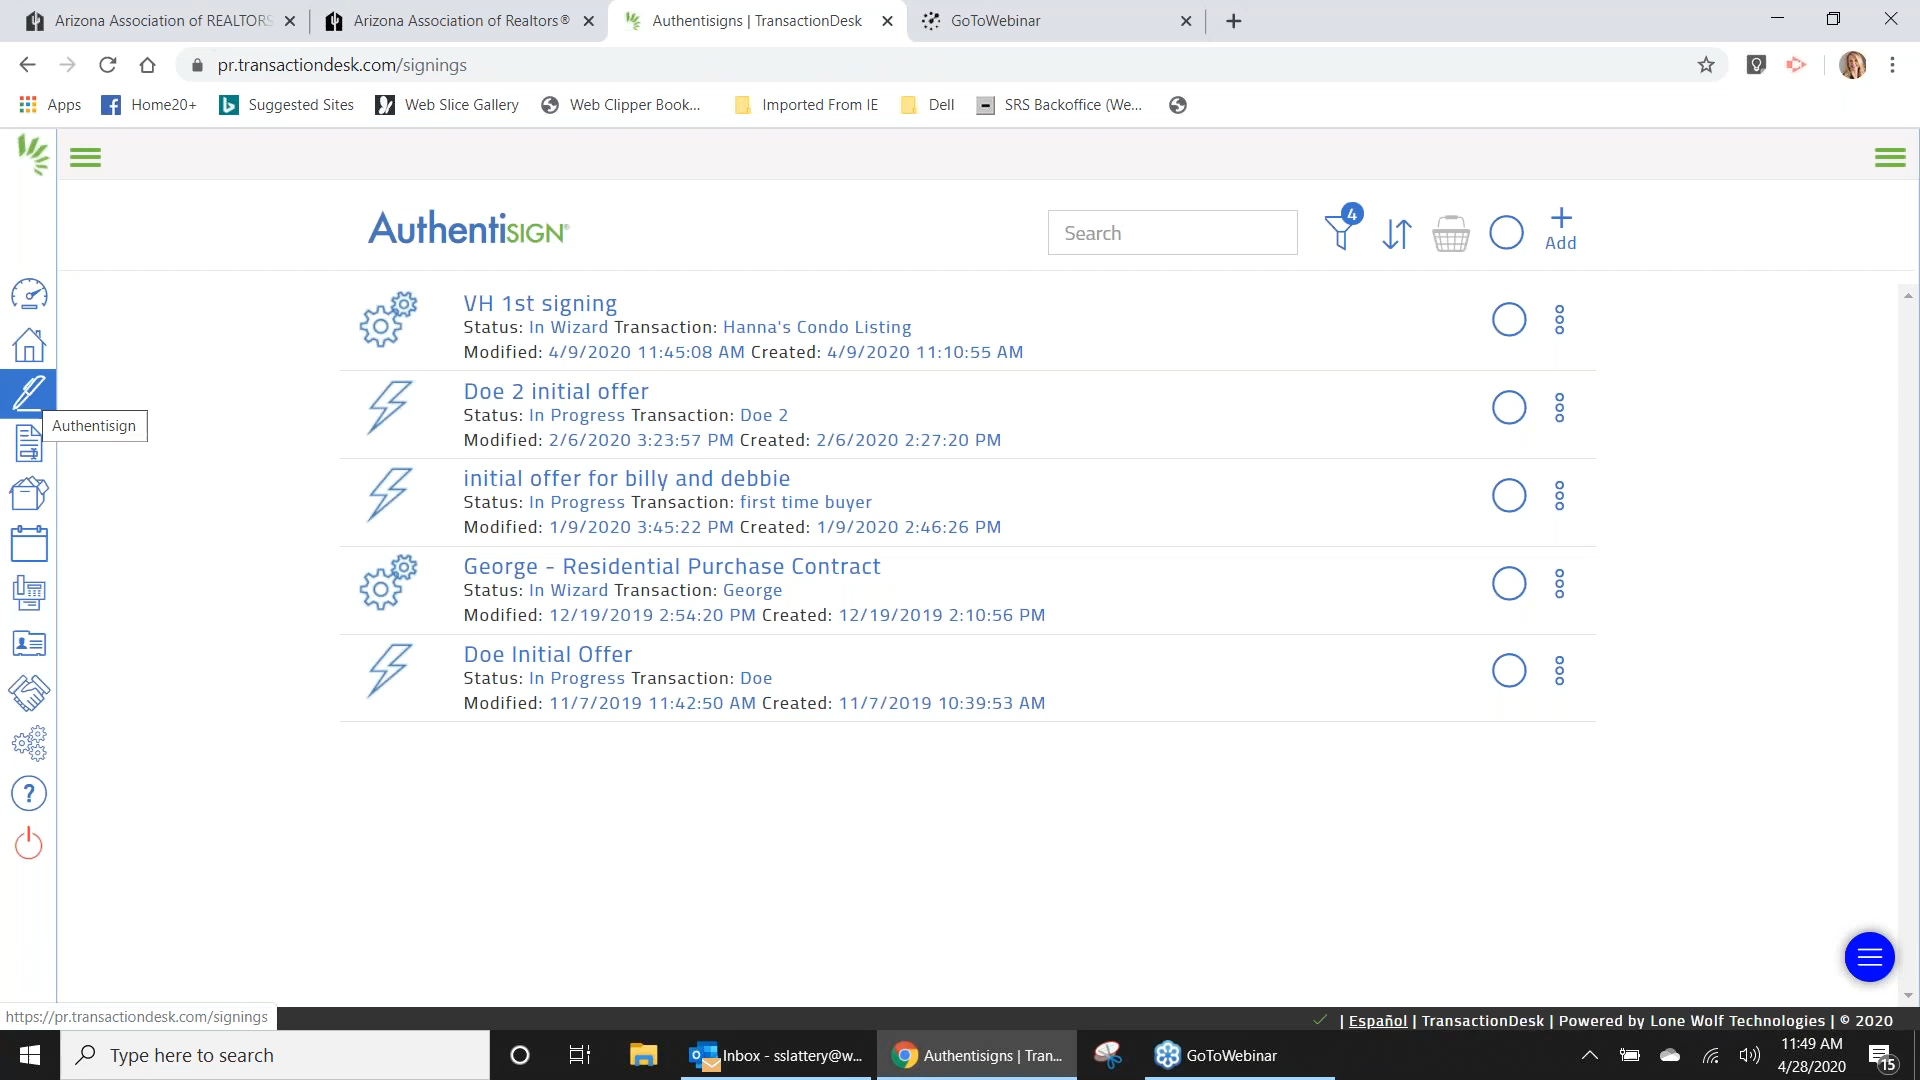 Arizona Association of REALTORS
Arizona Association of Realtors®
Authentisigns | TransactionDesk
GoToWebinar
pr.transactiondesk.com/signings
Apps
Home20+
Suggested Sites
Web Slice Gallery
Web Clipper Book...
Imported From IE
Dell
SRS Backoffice (We...
AuthentiSIGN®
Search
4
Add
VH 1st signing
Status: In Wizard Transaction: Hanna's Condo Listing
Modified: 4/9/2020 11:45:08 AM Created: 4/9/2020 11:10:55 AM
Doe 2 initial offer
Status: In Progress Transaction: Doe 2
Modified: 2/6/2020 3:23:57 PM Created: 2/6/2020 2:27:20 PM
Authentisign
initial offer for billy and debbie
Status: In Progress Transaction: first time buyer
Modified: 1/9/2020 3:45:22 PM Created: 1/9/2020 2:46:26 PM
George - Residential Purchase Contract
Status: In Wizard Transaction: George
Modified: 12/19/2019 2:54:20 PM Created: 12/19/2019 2:10:56 PM
Doe Initial Offer
Status: In Progress Transaction: Doe
Modified: 11/7/2019 11:42:50 AM Created: 11/7/2019 10:39:53 AM
https://pr.transactiondesk.com/signings
| Español | TransactionDesk | Powered by Lone Wolf Technologies | © 2020
Type here to search
Inbox - sslattery@w...
Authentisigns | Tran...
GoToWebinar
11:49 AM
4/28/2020
15